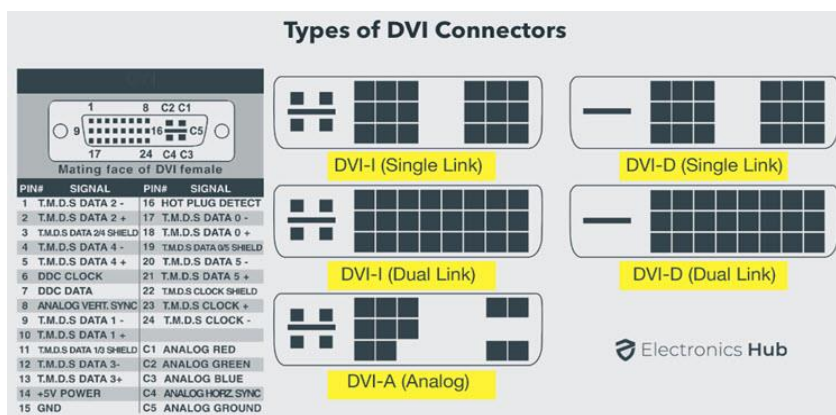 Types of DVI Connectors
1 8 C2 C1
9 16 C5
17 24 C4 C3
Mating face of DVI female
PIN# SIGNAL PIN# SIGNAL
1 T.M.D.S DATA 2 - 16 HOT PLUG DETECT
2 T.M.D.S DATA 2 + 17 T.M.D.S DATA 0 -
3 T.M.D.S DATA 2/4 SHIELD 18 T.M.D.S DATA 0 +
4 T.M.D.S DATA 4 - 19 T.M.D.S DATA 0/5 SHIELD
5 T.M.D.S DATA 4 + 20 T.M.D.S DATA 5 -
6 DDC CLOCK 21 T.M.D.S DATA 5 +
7 DDC DATA 22 T.M.D.S CLOCK SHIELD
8 ANALOG VERT. SYNC 23 T.M.D.S CLOCK +
9 T.M.D.S DATA 1 - 24 T.M.D.S CLOCK -
10 T.M.D.S DATA 1 +
11 T.M.D.S DATA 1/3 SHIELD C1 ANALOG RED
12 T.M.D.S DATA 3- C2 ANALOG GREEN
13 T.M.D.S DATA 3+ C3 ANALOG BLUE
14 +5V POWER C4 ANALOG HORZ. SYNC
15 GND C5 ANALOG GROUND
DVI-I (Single Link)
DVI-D (Single Link)
DVI-I (Dual Link)
DVI-D (Dual Link)
DVI-A (Analog)
Electronics Hub